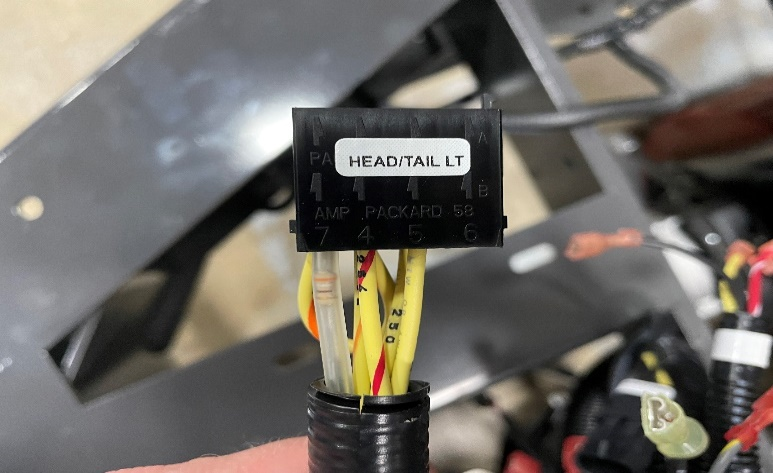 A
PA
HEAD/TAIL LT
B
AMP PACKARD 58
7 4 5 6
250
R